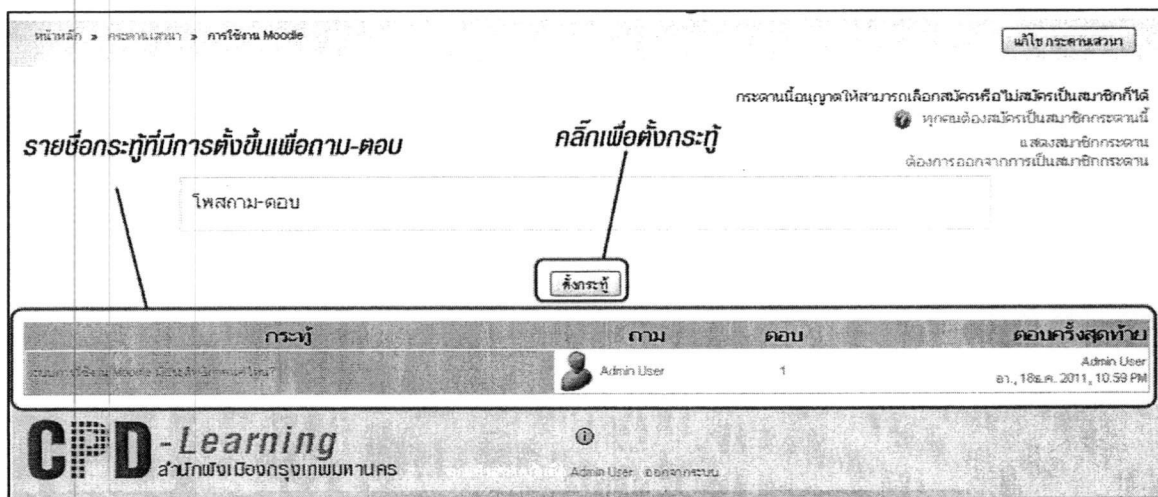 หน้าหลัก » กระดานเสวนา » การใช้งาน Moodle
แก้ไข กระดานเสวนา
กระดานนี้อนุญาตให้สามารถเลือกสมัครหรือไม่สมัครเป็นสมาชิกก็ได้
ทุกคนต้องสมัครเป็นสมาชิกกระดานนี้
แสดงสมาชิกกระดาน
ต้องการออกจากการเป็นสมาชิกกระดาน
รายชื่อกระทู้ที่มีการตั้งขึ้นเพื่อถาม-ตอบ
คลิ๊กเพื่อตั้งกระทู้
โพสถาม-ตอบ
ตั้งกระทู้
กระทู้ ถาม ตอบ ตอบครั้งสุดท้าย
Moodle Admin User 1 Admin User
อา., 18ธ.ค. 2011, 10:59 PM
CPD-Learning
สำนักผังเมืองกรุงเทพมหานคร
Admin User ออกจากระบบ